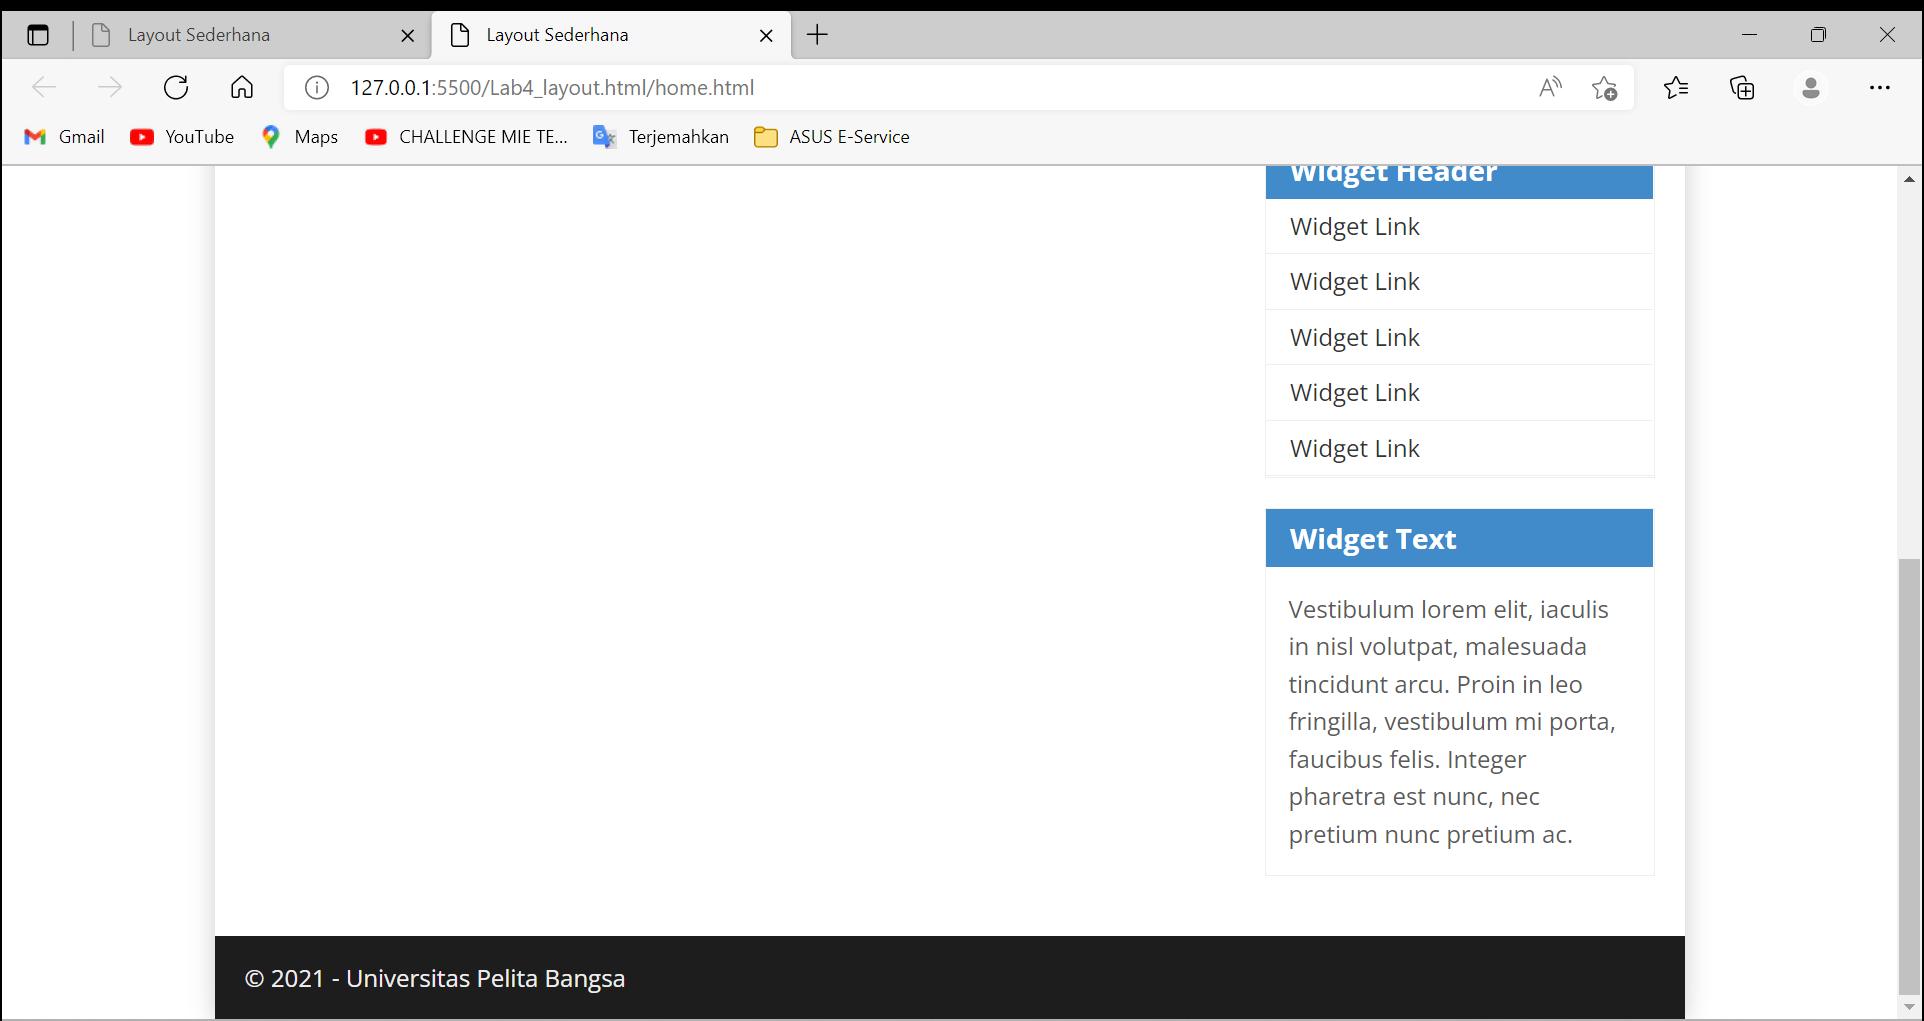 Layout Sederhana
Layout Sederhana
127.0.0.1:5500/Lab4_layout.html/home.html
Gmail
YouTube
Maps
CHALLENGE MIE TE...
Terjemahkan
ASUS E-Service
Widget Header
Widget Link
Widget Link
Widget Link
Widget Link
Widget Link
Widget Text
Vestibulum lorem elit, iaculis
in nisl volutpat, malesuada
tincidunt arcu. Proin in leo
fringilla, vestibulum mi porta,
faucibus felis. Integer
pharetra est nunc, nec
pretium nunc pretium ac.
© 2021 - Universitas Pelita Bangsa